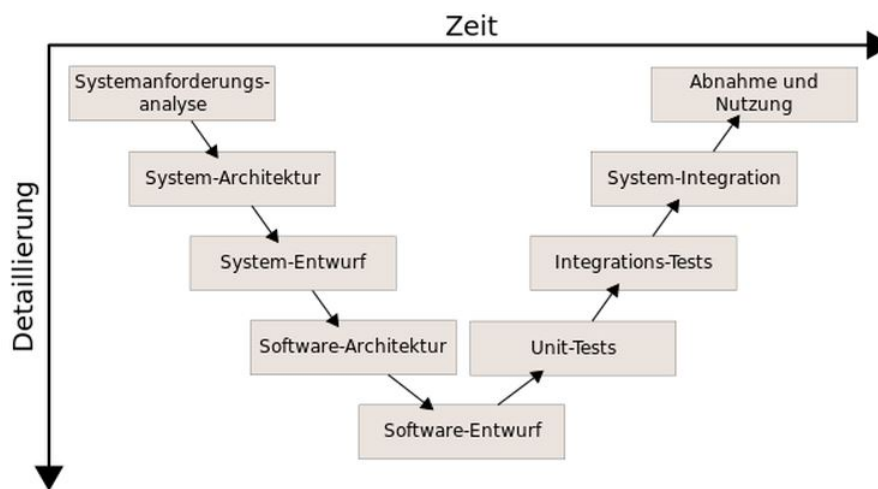 Zeit
Systemanforderungs-
analyse
Abnahme und
Nutzung
System-Architektur
System-Integration
Detaillierung
System-Entwurf
Integrations-Tests
Software-Architektur
Unit-Tests
Software-Entwurf